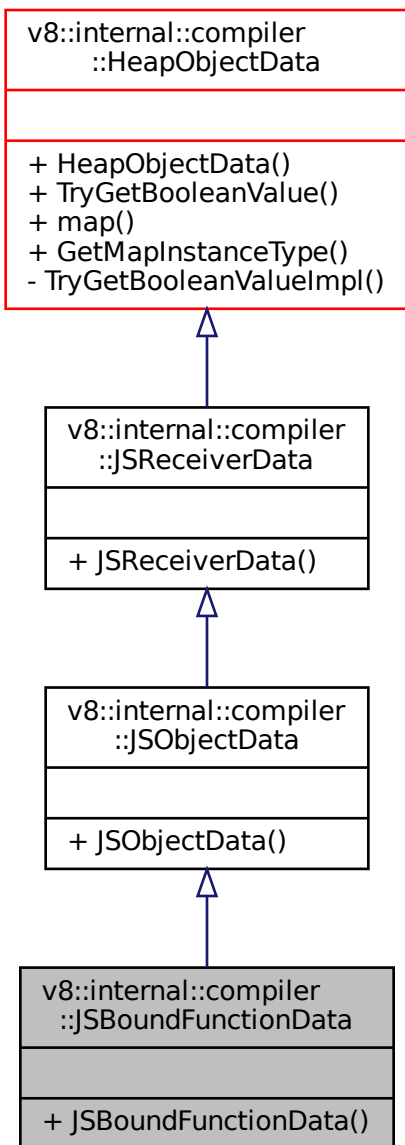 v8::internal::compiler
::HeapObjectData
+ HeapObjectData()
+ TryGetBooleanValue()
+ map()
+ GetMapInstanceType()
- TryGetBooleanValueImpl()
v8::internal::compiler
::JSReceiverData
+ JSReceiverData()
v8::internal::compiler
::JSObjectData
+ JSObjectData()
v8::internal::compiler
::JSBoundFunctionData
+ JSBoundFunctionData()